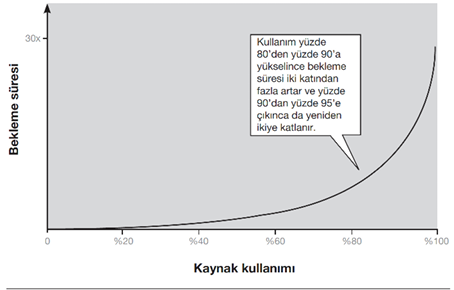 30x
Kullanım yüzde
80'den yüzde 90'a
yükselince bekleme
süresi iki katından
fazla artar ve yüzde
90'dan yüzde 95'e
çıkınca da yeniden
ikiye katlanır.
Bekleme süresi
0 %20 %40 %60 %80 %100
Kaynak kullanımı